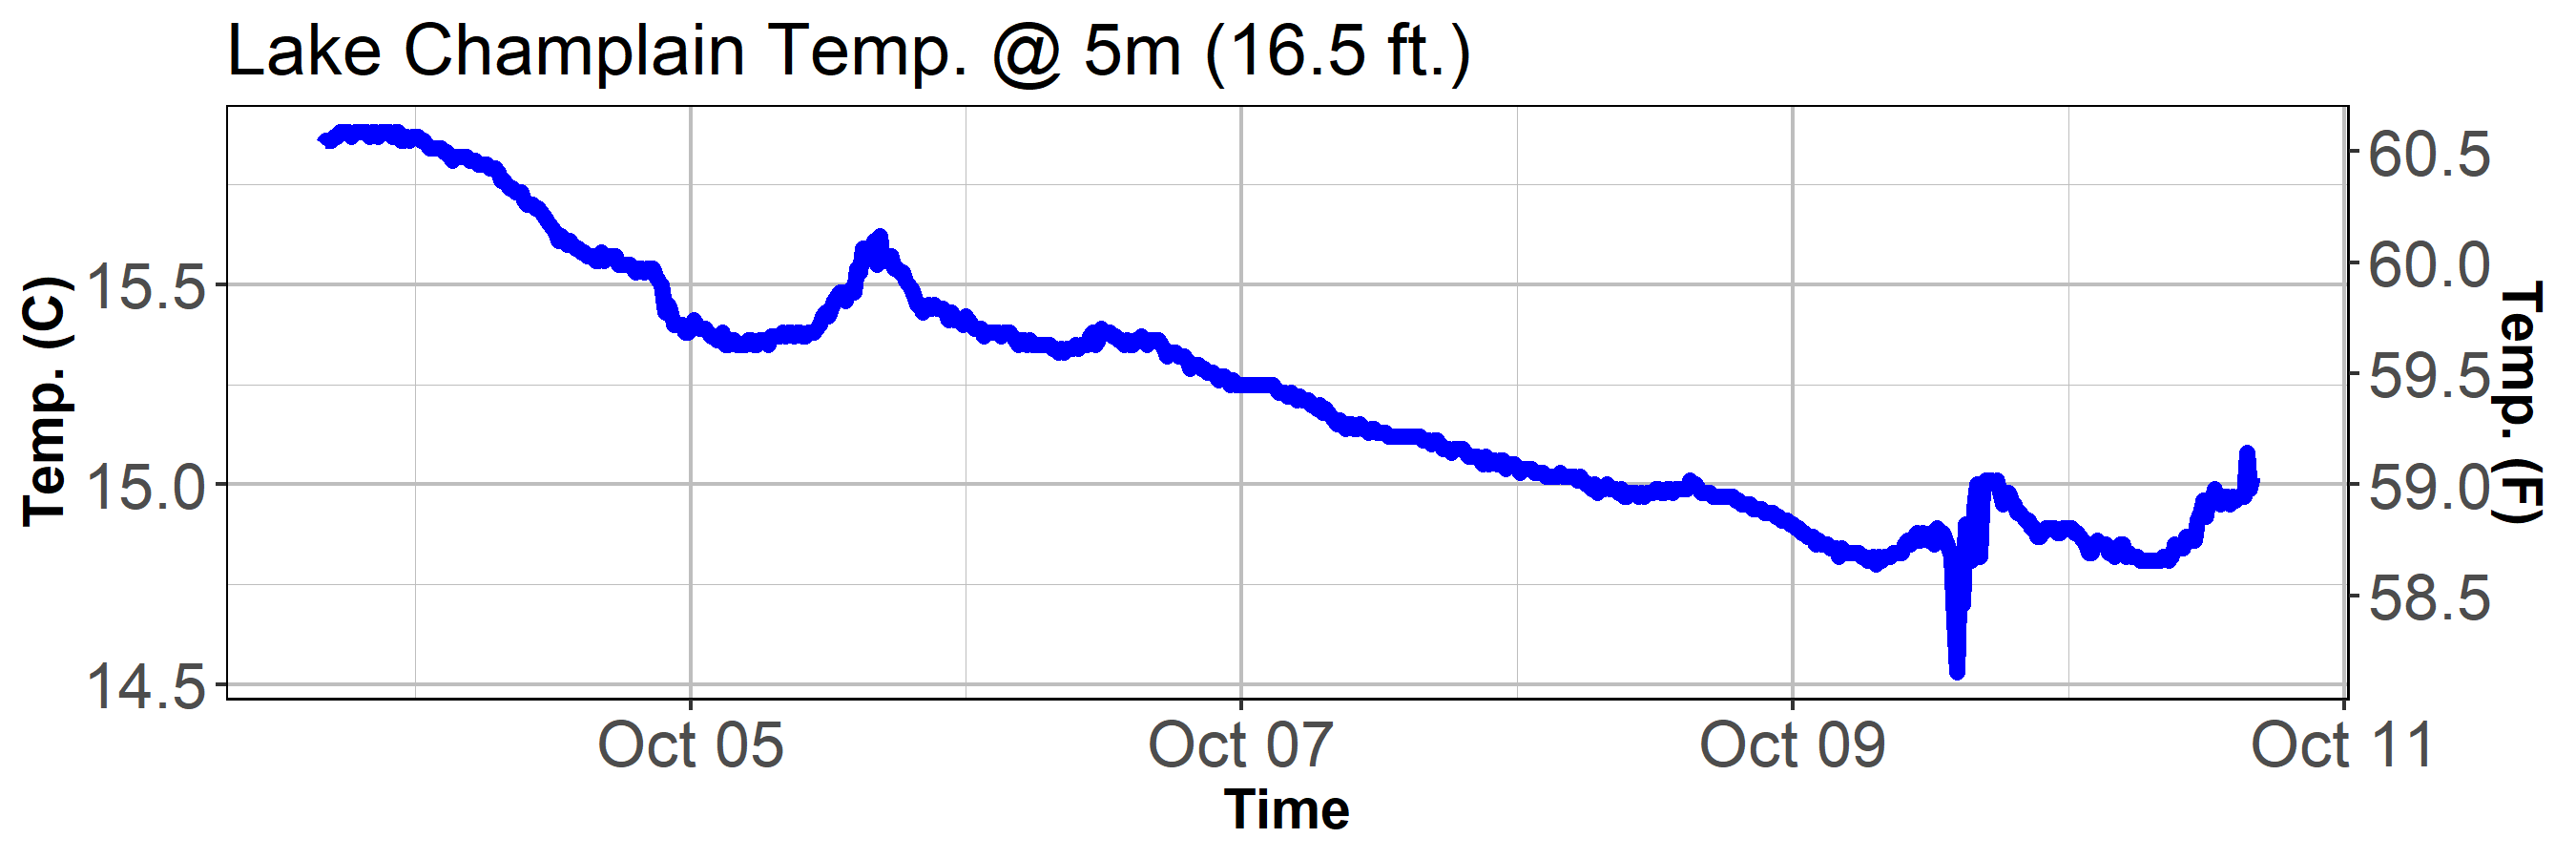 Lake Champlain Temp. @ 5m (16.5 ft.)
Temp. (C)
15.5
15.0
14.5
60.5
60.0
59.5
59.0
58.5
Temp. (F)
Oct 05 Oct 07 Oct 09 Oct 11
Time